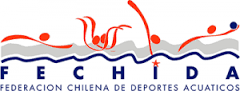 FECHIDA
FEDERACION CHILENA DE DEPORTES ACUATICOS